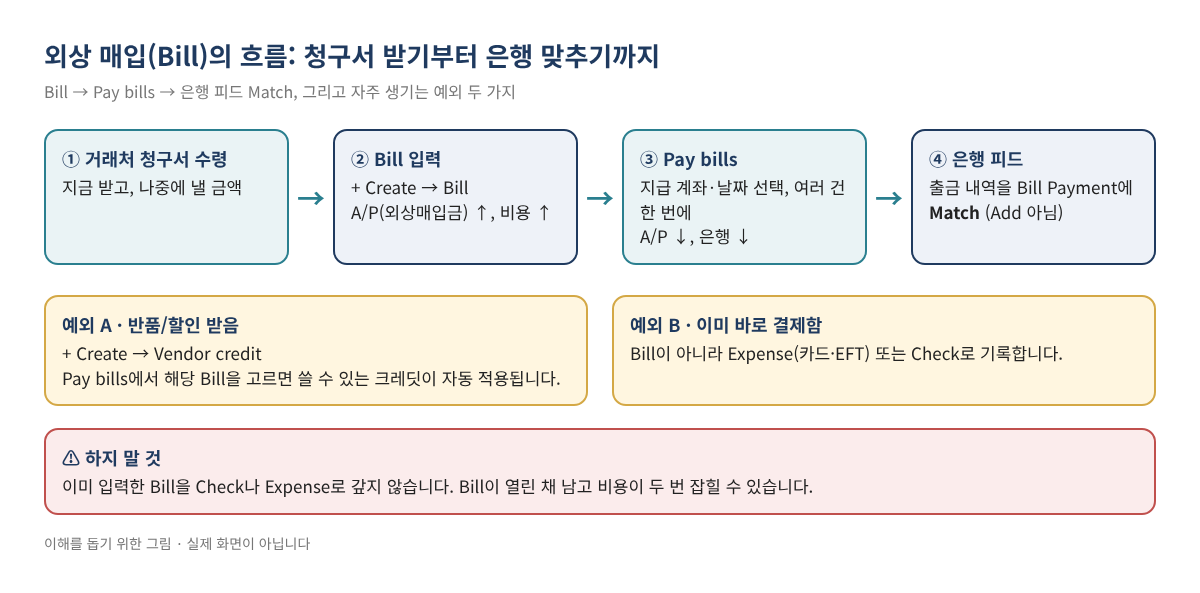 외상 매입(Bill)의 흐름: 청구서 받기부터 은행 맞추기까지
Bill → Pay bills → 은행 피드 Match, 그리고 자주 생기는 예외 두 가지
① 거래처 청구서 수령
지금 받고, 나중에 낼 금액
→
② Bill 입력
+ Create → Bill
A/P(외상매입금) ↑, 비용 ↑
→
③ Pay bills
지급 계좌·날짜 선택, 여러 건
한 번에
A/P ↓, 은행 ↓
→
④ 은행 피드
출금 내역을 Bill Payment에
Match (Add 아님)
예외 A · 반품/할인 받음
+ Create → Vendor credit
Pay bills에서 해당 Bill을 고르면 쓸 수 있는 크레딧이 자동 적용됩니다.
예외 B · 이미 바로 결제함
Bill이 아니라 Expense(카드·EFT) 또는 Check로 기록합니다.
⚠ 하지 말 것
이미 입력한 Bill을 Check나 Expense로 갚지 않습니다. Bill이 열린 채 남고 비용이 두 번 잡힐 수 있습니다.
이해를 돕기 위한 그림 · 실제 화면이 아닙니다